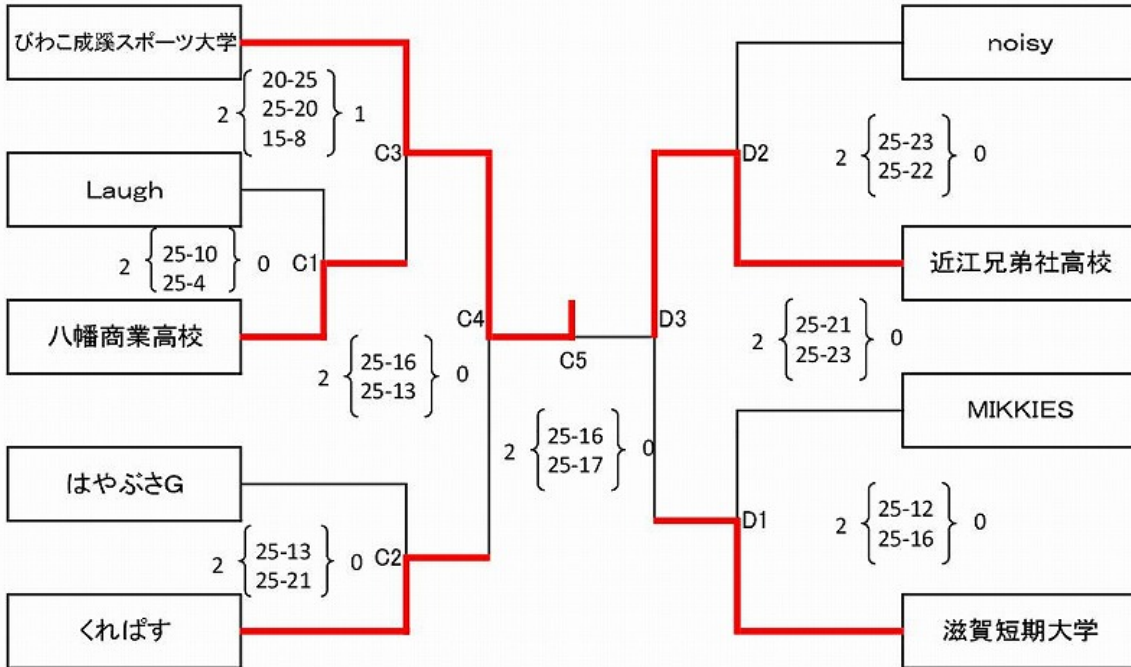 びわこ成蹊スポーツ大学
noisy
20-25
2 25-20 1
15-8
C3
D2
25-23
2 0
25-22
Laugh
25-10
2 0
25-4
C1
近江兄弟社高校
八幡商業高校
C4
D3
25-21
2 0
25-23
C5
25-16
2 0
25-13
MIKKIES
25-16
2 0
25-17
はやぶさG
25-12
2 0
25-16
D1
25-13
2 0
25-21
C2
くれぱす
滋賀短期大学